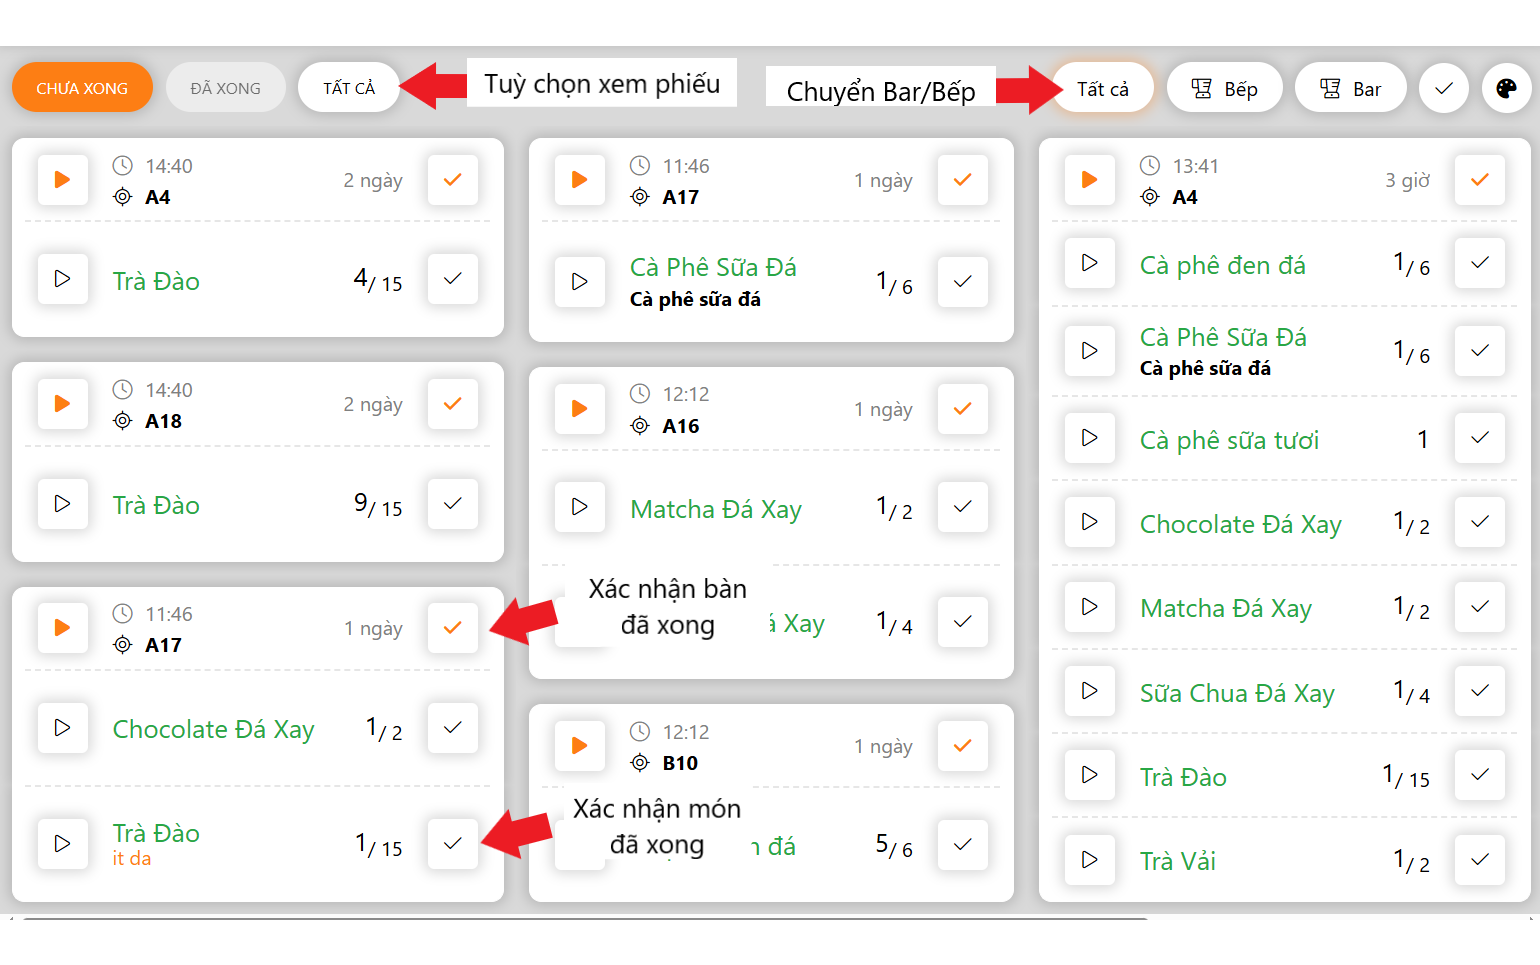 CHƯA XONG
ĐÃ XONG
TẤT CẢ
Tuỳ chọn xem phiếu
Chuyển Bar/Bếp
Tất cả
Bếp
Bar
14:40
A4
2 ngày
Trà Đào
4/ 15
14:40
A18
2 ngày
Trà Đào
9/ 15
11:46
A17
1 ngày
Chocolate Đá Xay
1/ 2
Trà Đào
it da
1/ 15
11:46
A17
1 ngày
Cà Phê Sữa Đá
Cà phê sữa đá
1/ 6
12:12
A16
1 ngày
Matcha Đá Xay
1/ 2
Xác nhận bàn
đã xong
Xay
1/ 4
12:12
B10
1 ngày
Xác nhận món
đã xong
đá
5/ 6
13:41
A4
3 giờ
Cà phê đen đá
1/ 6
Cà Phê Sữa Đá
Cà phê sữa đá
1/ 6
Cà phê sữa tươi
1
Chocolate Đá Xay
1/ 2
Matcha Đá Xay
1/ 2
Sữa Chua Đá Xay
1/ 4
Trà Đào
1/ 15
Trà Vải
1/ 2